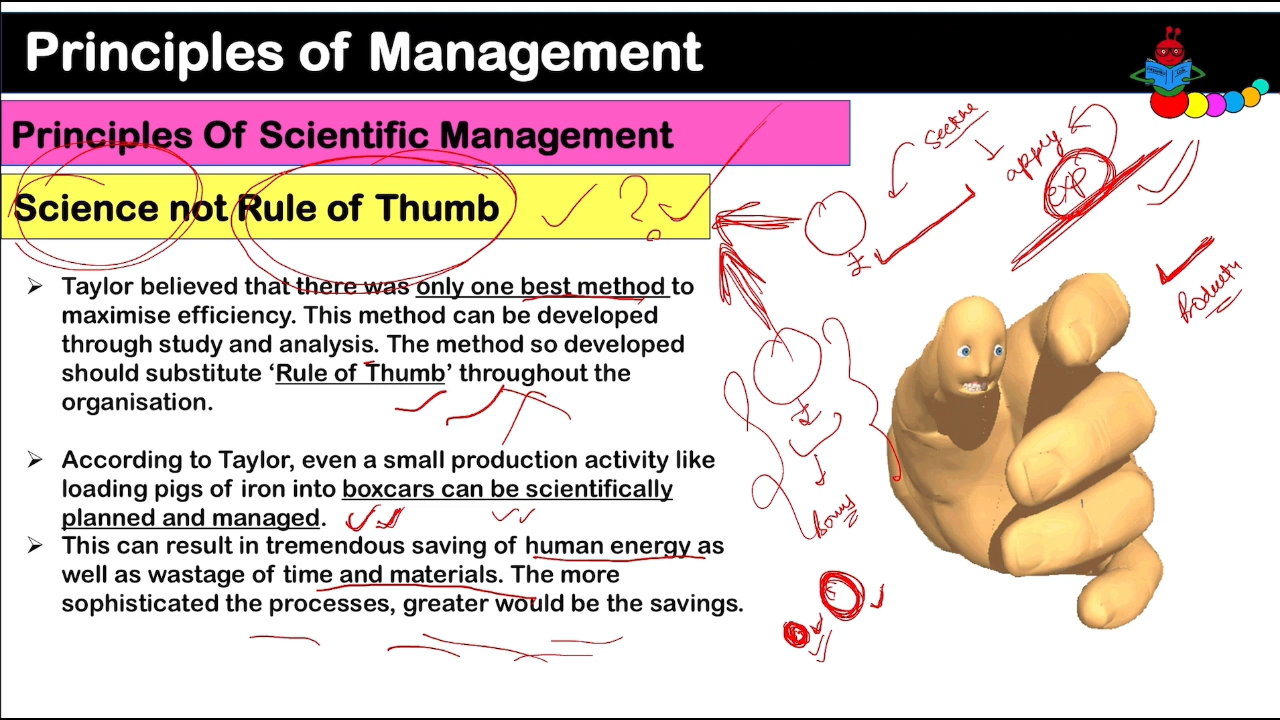 Principles of Management
Principles Of Scientific Management
Science not Rule of Thumb
➢ Taylor believed that there was only one best method to
maximise efficiency. This method can be developed
through study and analysis. The method so developed
should substitute ‘Rule of Thumb’ throughout the
organisation.
➢ According to Taylor, even a small production activity like
loading pigs of iron into boxcars can be scientifically
planned and managed.
➢ This can result in tremendous saving of human energy as
well as wastage of time and materials. The more
sophisticated the processes, greater would be the savings.
?
apply
exp
Bonus